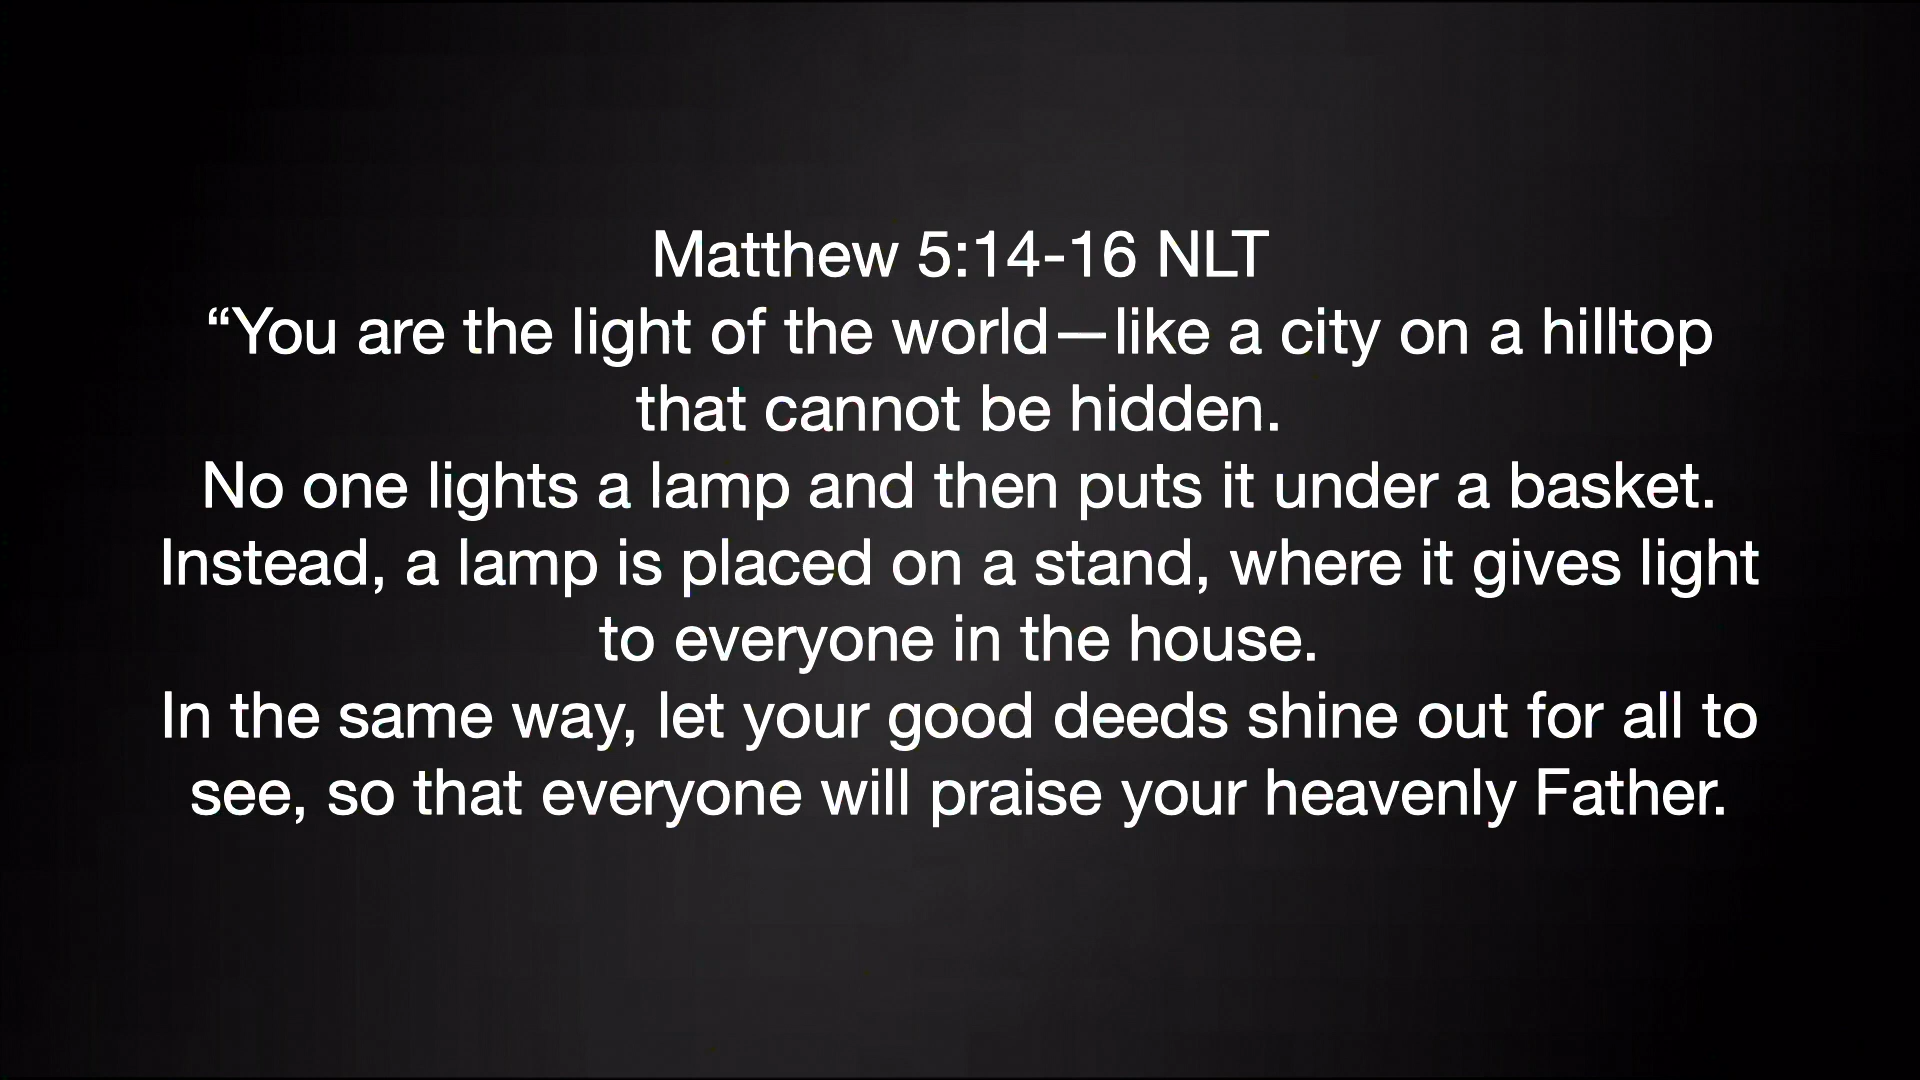 Matthew 5:14-16 NLT
“You are the light of the world—like a city on a hilltop
that cannot be hidden.
No one lights a lamp and then puts it under a basket.
Instead, a lamp is placed on a stand, where it gives light
to everyone in the house.
In the same way, let your good deeds shine out for all to
see, so that everyone will praise your heavenly Father.